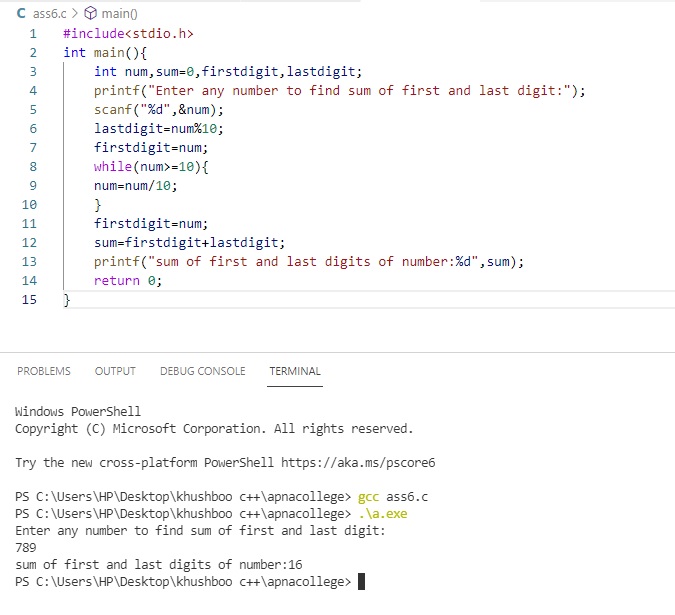 C ass6.c > main()
1 #include<stdio.h>
2 int main(){
3 int num,sum=0,firstdigit,lastdigit;
4 printf("Enter any number to find sum of first and last digit:");
5 scanf("%d",&num);
6 lastdigit=num%10;
7 firstdigit=num;
8 while(num>=10){
9 num=num/10;
10 }
11 firstdigit=num;
12 sum=firstdigit+lastdigit;
13 printf("sum of first and last digits of number:%d",sum);
14 return 0;
15 }
PROBLEMS OUTPUT DEBUG CONSOLE TERMINAL
Windows PowerShell
Copyright (C) Microsoft Corporation. All rights reserved.
Try the new cross-platform PowerShell https://aka.ms/pscore6
PS C:\Users\HP\Desktop\khushboo c++\apnacollege> gcc ass6.c
PS C:\Users\HP\Desktop\khushboo c++\apnacollege> .\a.exe
Enter any number to find sum of first and last digit:
789
sum of first and last digits of number:16
PS C:\Users\HP\Desktop\khushboo c++\apnacollege>